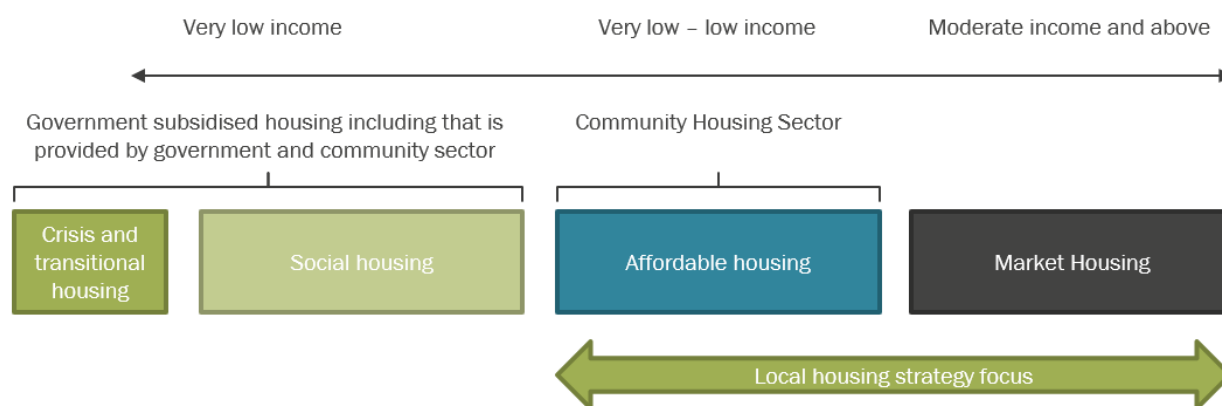 Very low income
Very low – low income
Moderate income and above
Government subsidised housing including that is
provided by government and community sector
Community Housing Sector
Crisis and
transitional
housing
Social housing
Affordable housing
Market Housing
Local housing strategy focus